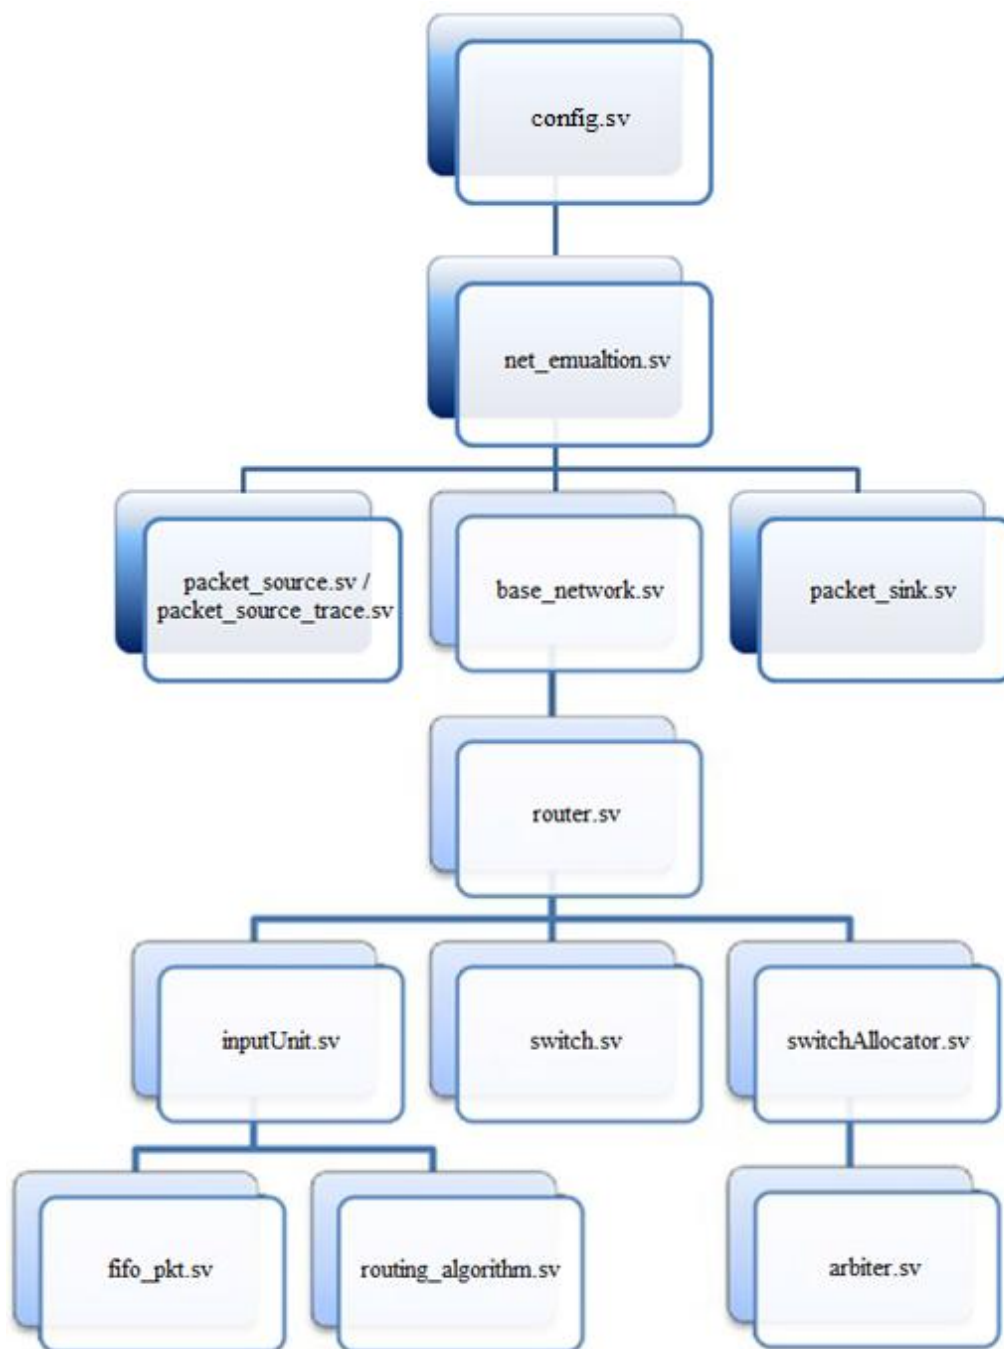 config.sv
net_emualtion.sv
packet_source.sv /
packet_source_trace.sv
base_network.sv
packet_sink.sv
router.sv
inputUnit.sv
switch.sv
switchAllocator.sv
fifo_pkt.sv
routing_algorithm.sv
arbiter.sv